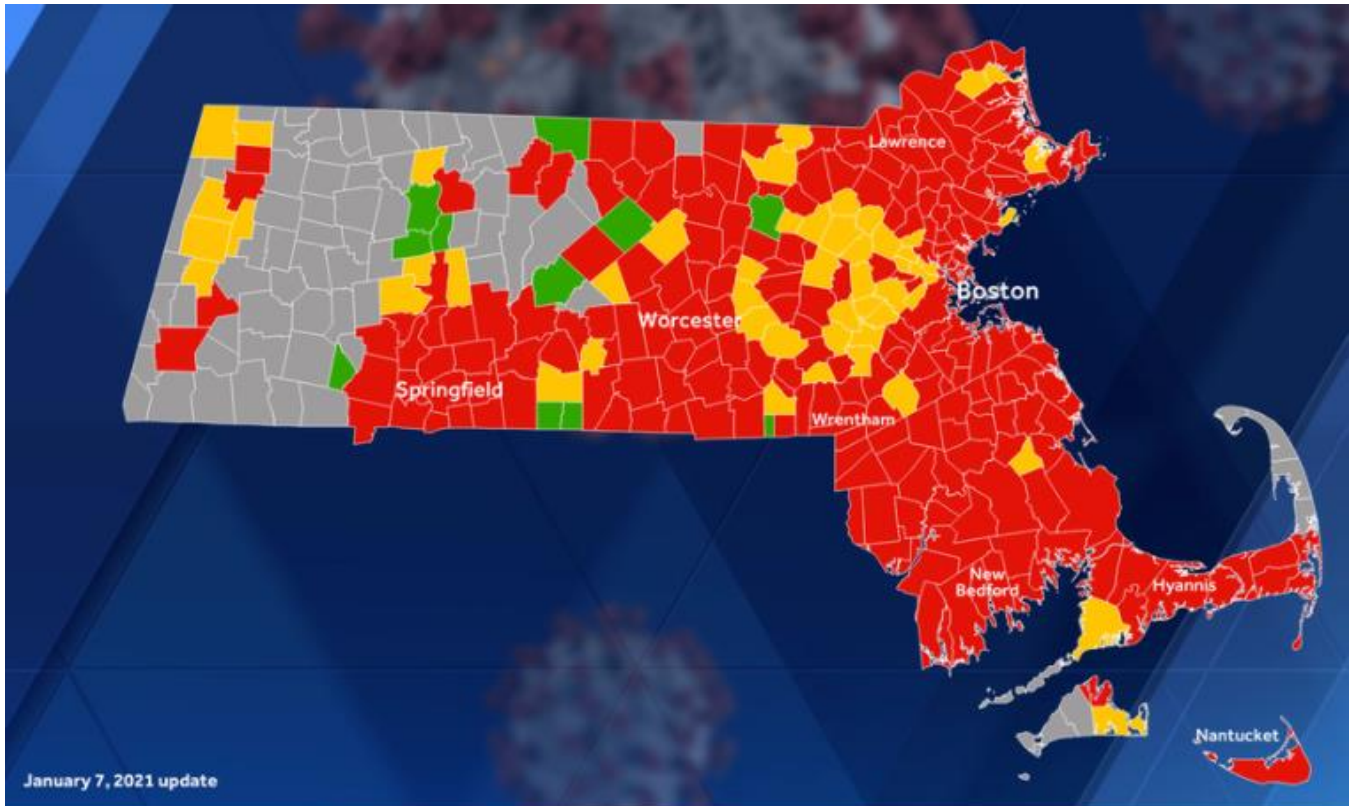 Lawrence
Boston
Worcester
Springfield
Wrentham
New
Bedford
Hyannis
Nantucket
January 7, 2021 update